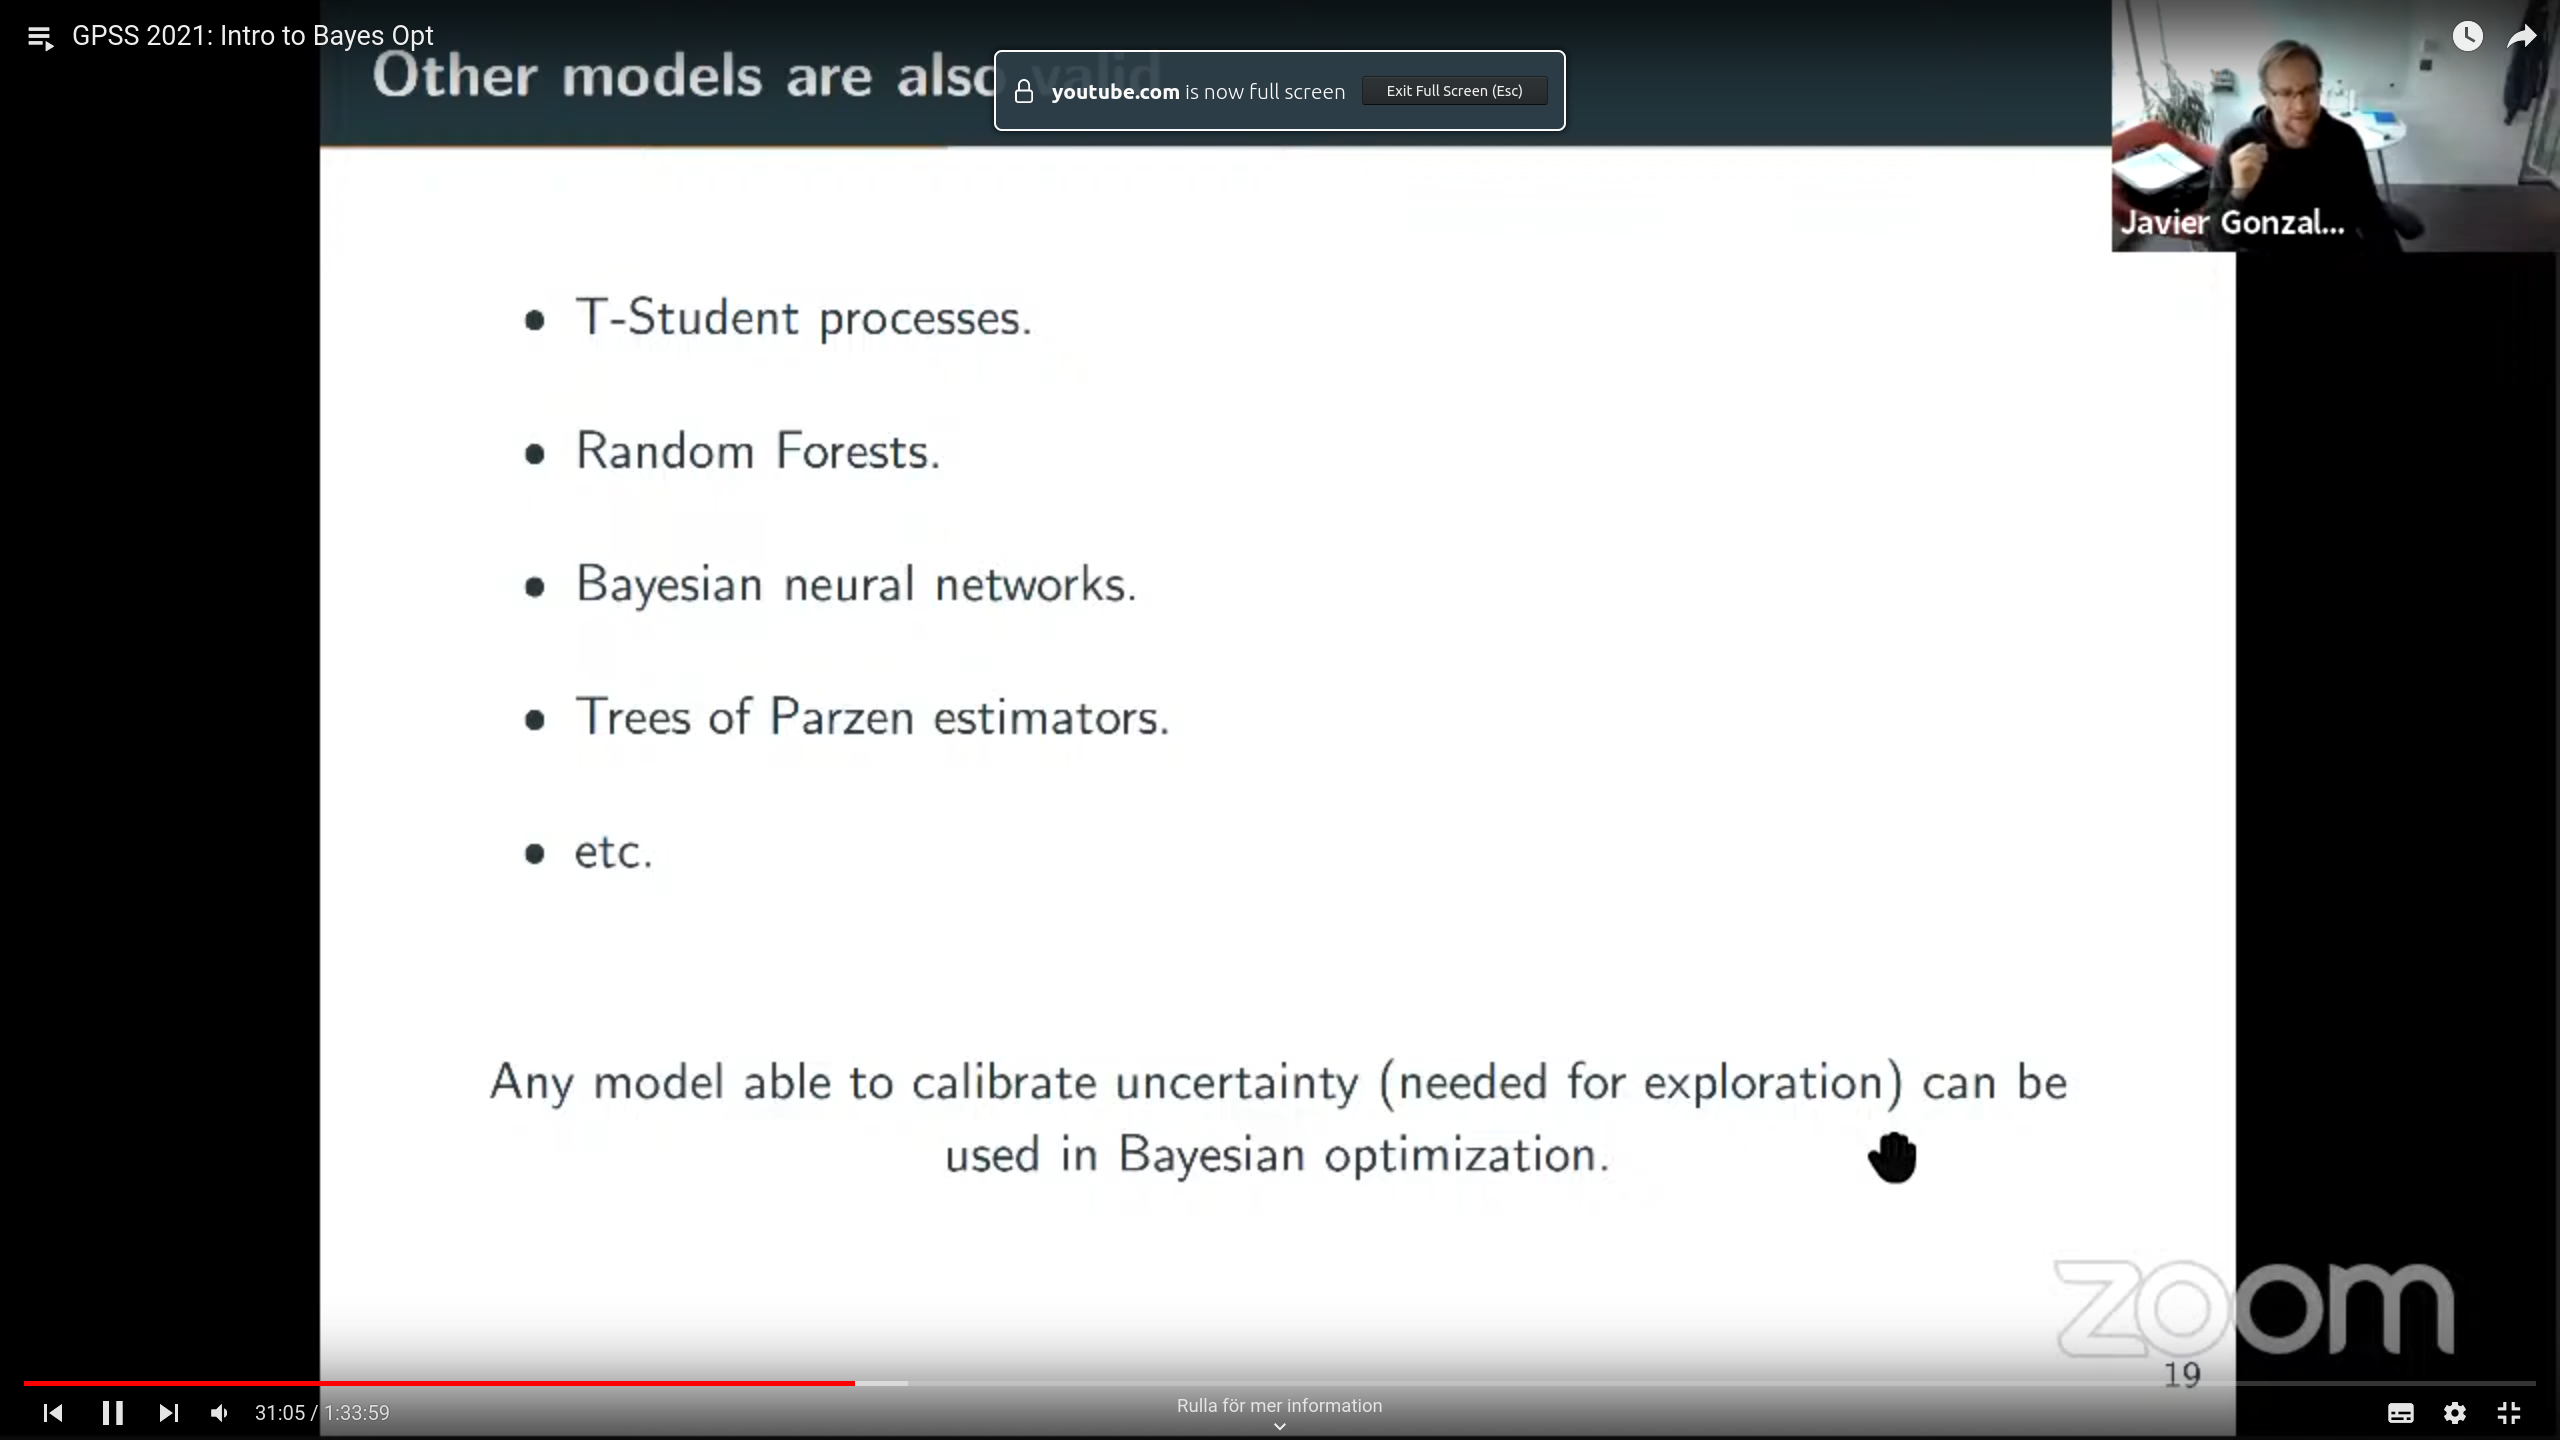 GPSS 2021: Intro to Bayes Opt
Other models are also valid
youtube.com is now full screen
Exit Full Screen (Esc)
Javier Gonzal...
• T-Student processes.
• Random Forests.
• Bayesian neural networks.
• Trees of Parzen estimators.
• etc.
Any model able to calibrate uncertainty (needed for exploration) can be
used in Bayesian optimization.
zoom
19
31:05 / 1:33:59
Rulla för mer information